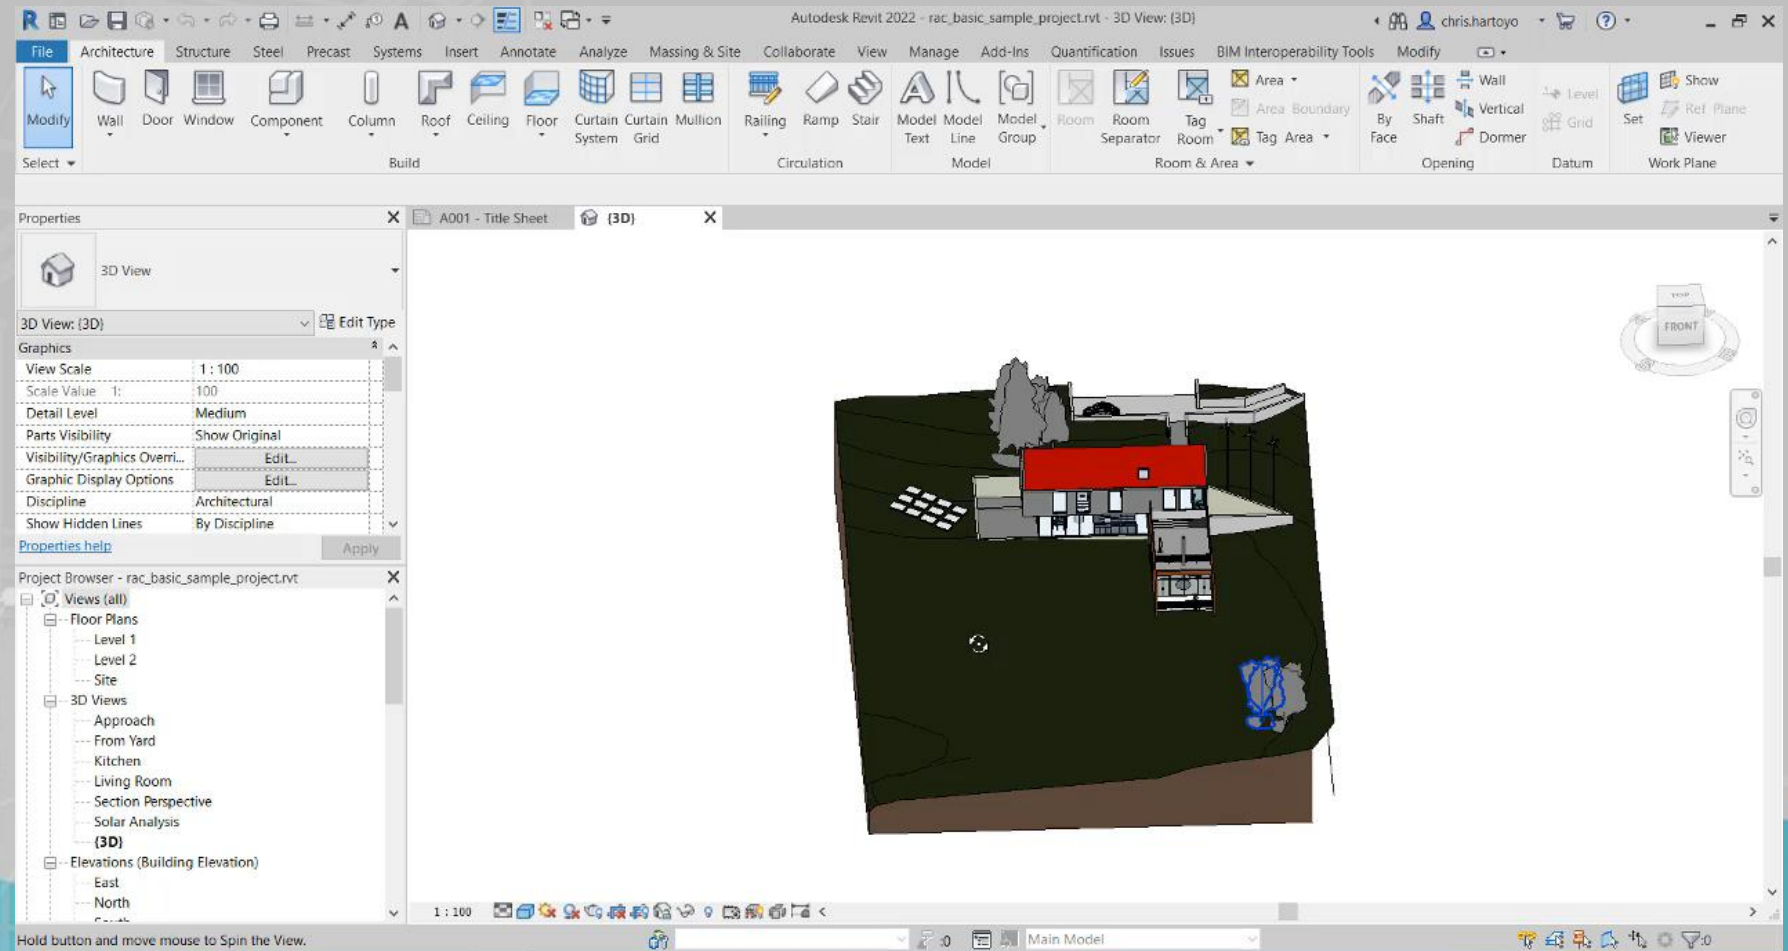 Autodesk Revit 2022 - rac_basic_sample_project.rvt - 3D View: {3D}
chris.hartoyo
File Architecture Structure Steel Precast Systems Insert Annotate Analyze Massing & Site Collaborate View Manage Add-Ins Quantification Issues BIM Interoperability Tools Modify
Modify Wall Door Window Component Column Roof Ceiling Floor Curtain System Curtain Grid Mullion Railing Ramp Stair Model Text Model Line Model Group Room Room Separator Tag Room Area Area Boundary Tag Area By Face Shaft Wall Vertical Dormer Level Grid Set Show Ref Plane Viewer
Select Build Circulation Model Room & Area Opening Datum Work Plane
Properties
A001 - Title Sheet
{3D}
3D View
3D View: {3D} Edit Type
Graphics
View Scale 1 : 100
Scale Value 1: 100
Detail Level Medium
Parts Visibility Show Original
Visibility/Graphics Overri... Edit...
Graphic Display Options Edit...
Discipline Architectural
Show Hidden Lines By Discipline
Properties help Apply
Project Browser - rac_basic_sample_project.rvt
Views (all)
Floor Plans
Level 1
Level 2
Site
3D Views
Approach
From Yard
Kitchen
Living Room
Section Perspective
Solar Analysis
{3D}
Elevations (Building Elevation)
East
North
South
TOP
FRONT
1 : 100
Hold button and move mouse to Spin the View.
:0
Main Model
:0